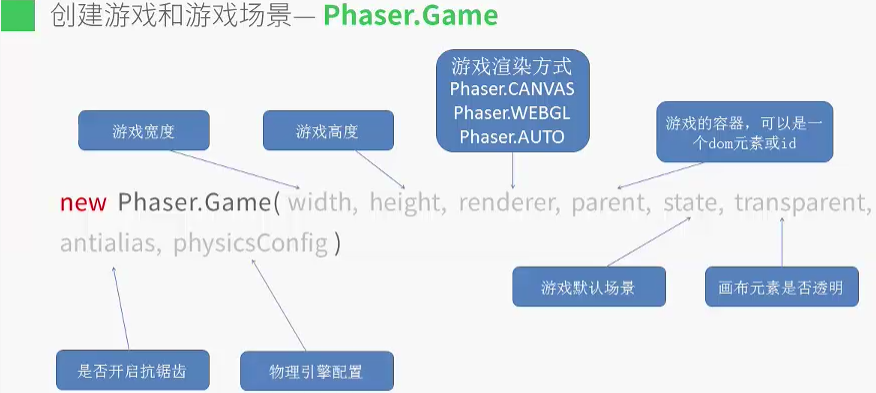 创建游戏和游戏场景— Phaser.Game
游戏宽度
游戏高度
游戏渲染方式
Phaser.CANVAS
Phaser.WEBGL
Phaser.AUTO
游戏的容器，可以是一
个dom元素或id
new Phaser.Game( width, height, renderer, parent, state, transparent,
antialias, physicsConfig )
游戏默认场景
画布元素是否透明
是否开启抗锯齿
物理引擎配置